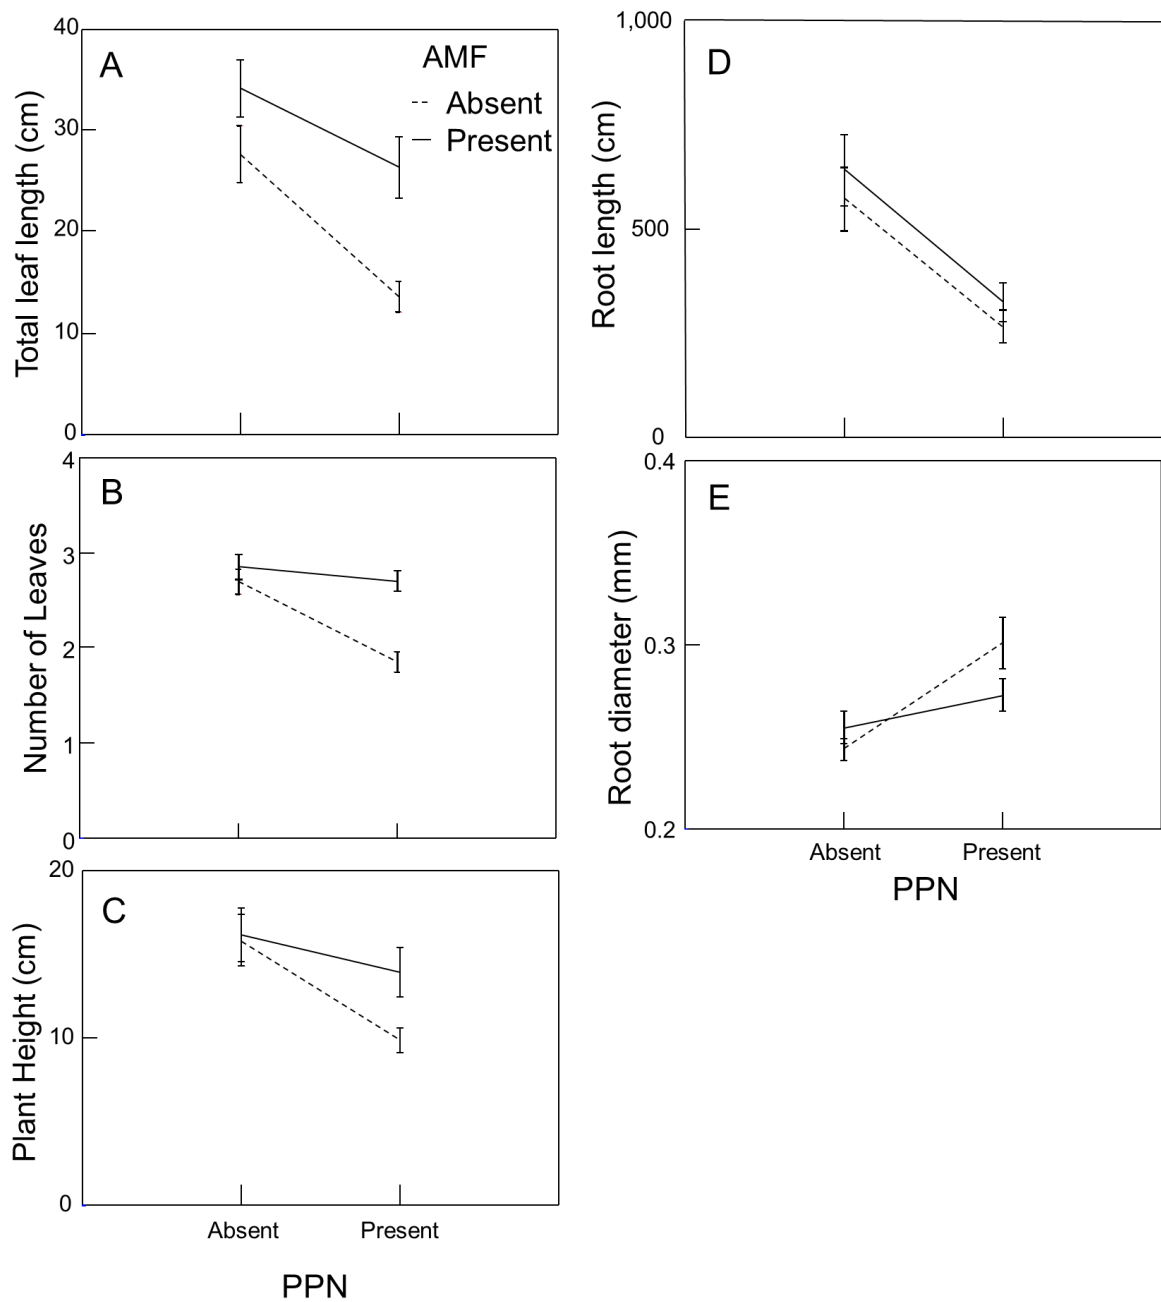 A
AMF
Absent
Present
Total leaf length (cm)
40
30
20
10
0
B
Number of Leaves
4
3
2
1
0
C
Plant Height (cm)
20
10
0
Absent Present
PPN
D
Root length (cm)
1,000
500
0
E
Root diameter (mm)
0.4
0.3
0.2
Absent Present
PPN